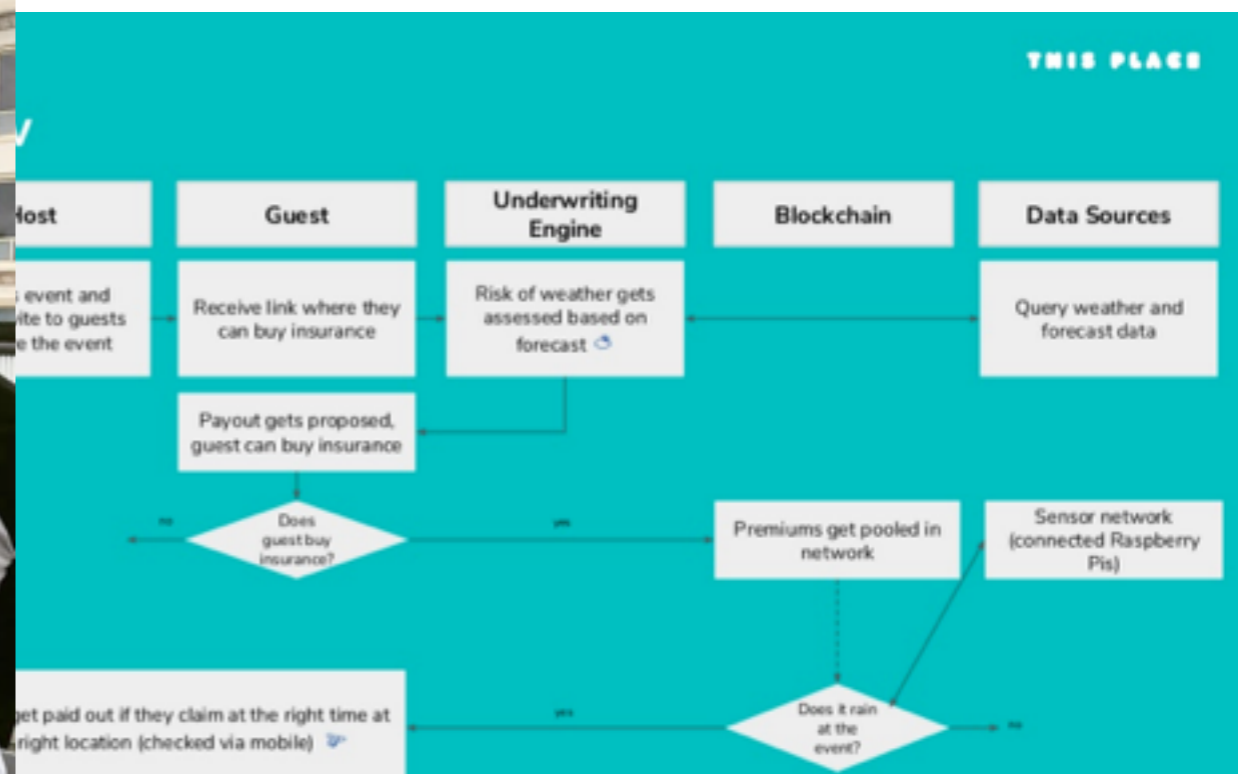 THIS PLACE
Guest
Underwriting
Engine
Blockchain
Data Sources
event and
to guests
the event
Receive link where they
can buy insurance
Risk of weather gets
assessed based on
forecast
Query weather and
forecast data
Payout gets proposed,
guest can buy insurance
no
Does
guest buy
insurance?
yes
Premiums get pooled in
network
Sensor network
(connected Raspberry
Pis)
get paid out if they claim at the right time at
right location (checked via mobile)
yes
Does it rain
at the
event?
no